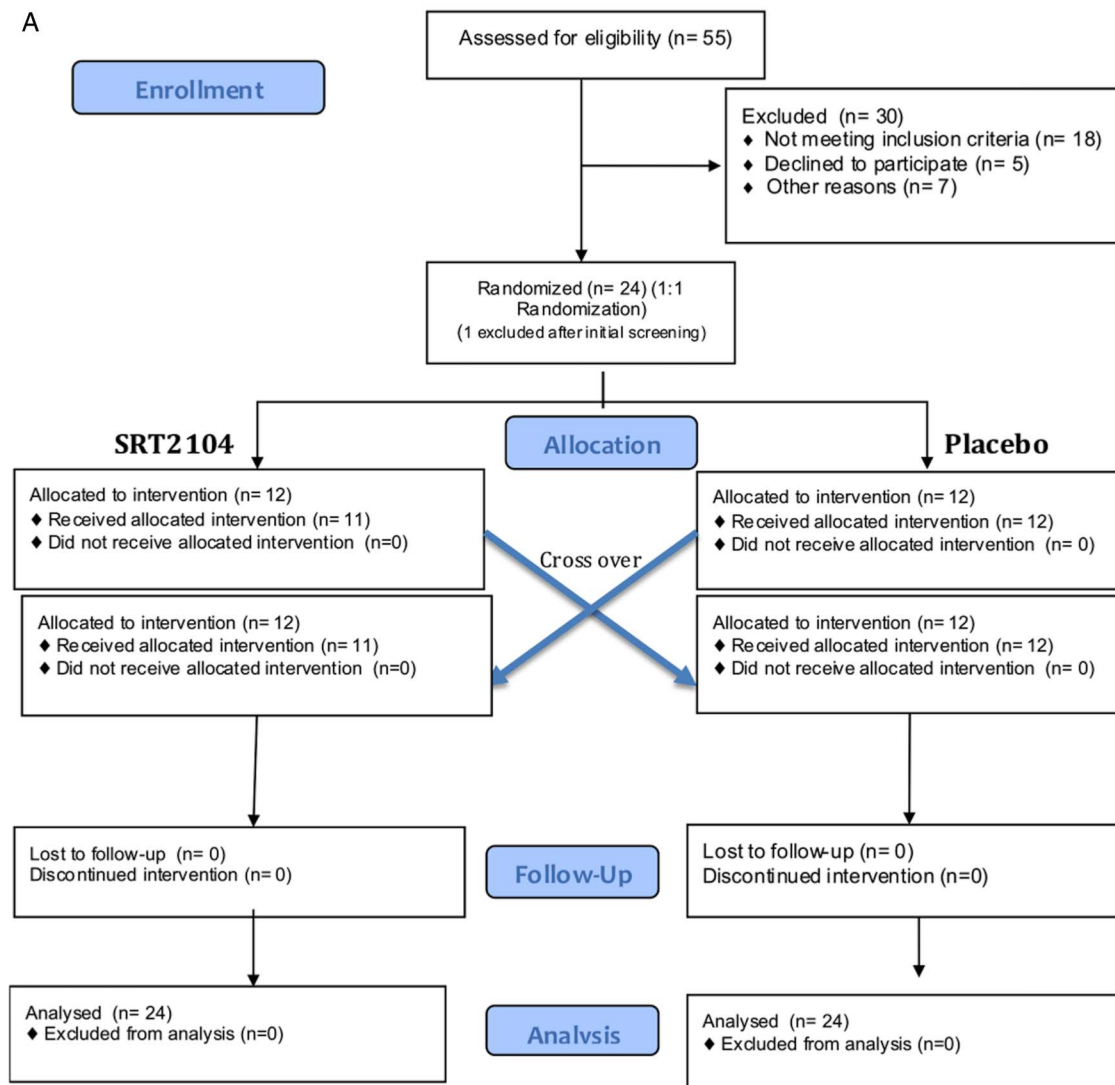 A
Assessed for eligibility (n= 55)
Enrollment
Excluded (n= 30)
♦ Not meeting inclusion criteria (n= 18)
♦ Declined to participate (n= 5)
♦ Other reasons (n= 7)
Randomized (n= 24) (1:1
Randomization)
(1 excluded after initial screening)
SRT2104
Allocation
Placebo
Allocated to intervention (n= 12)
♦ Received allocated intervention (n= 11)
♦ Did not receive allocated intervention (n=0)
Allocated to intervention (n= 12)
♦ Received allocated intervention (n= 12)
♦ Did not receive allocated intervention (n= 0)
Cross over
Allocated to intervention (n= 12)
♦ Received allocated intervention (n= 11)
♦ Did not receive allocated intervention (n=0)
Allocated to intervention (n= 12)
♦ Received allocated intervention (n= 12)
♦ Did not receive allocated intervention (n= 0)
Lost to follow-up (n= 0)
Discontinued intervention (n= 0)
Follow-Up
Lost to follow-up (n= 0)
Discontinued intervention (n=0)
Analysed (n= 24)
♦ Excluded from analysis (n=0)
Analysis
Analysed (n= 24)
♦ Excluded from analysis (n=0)